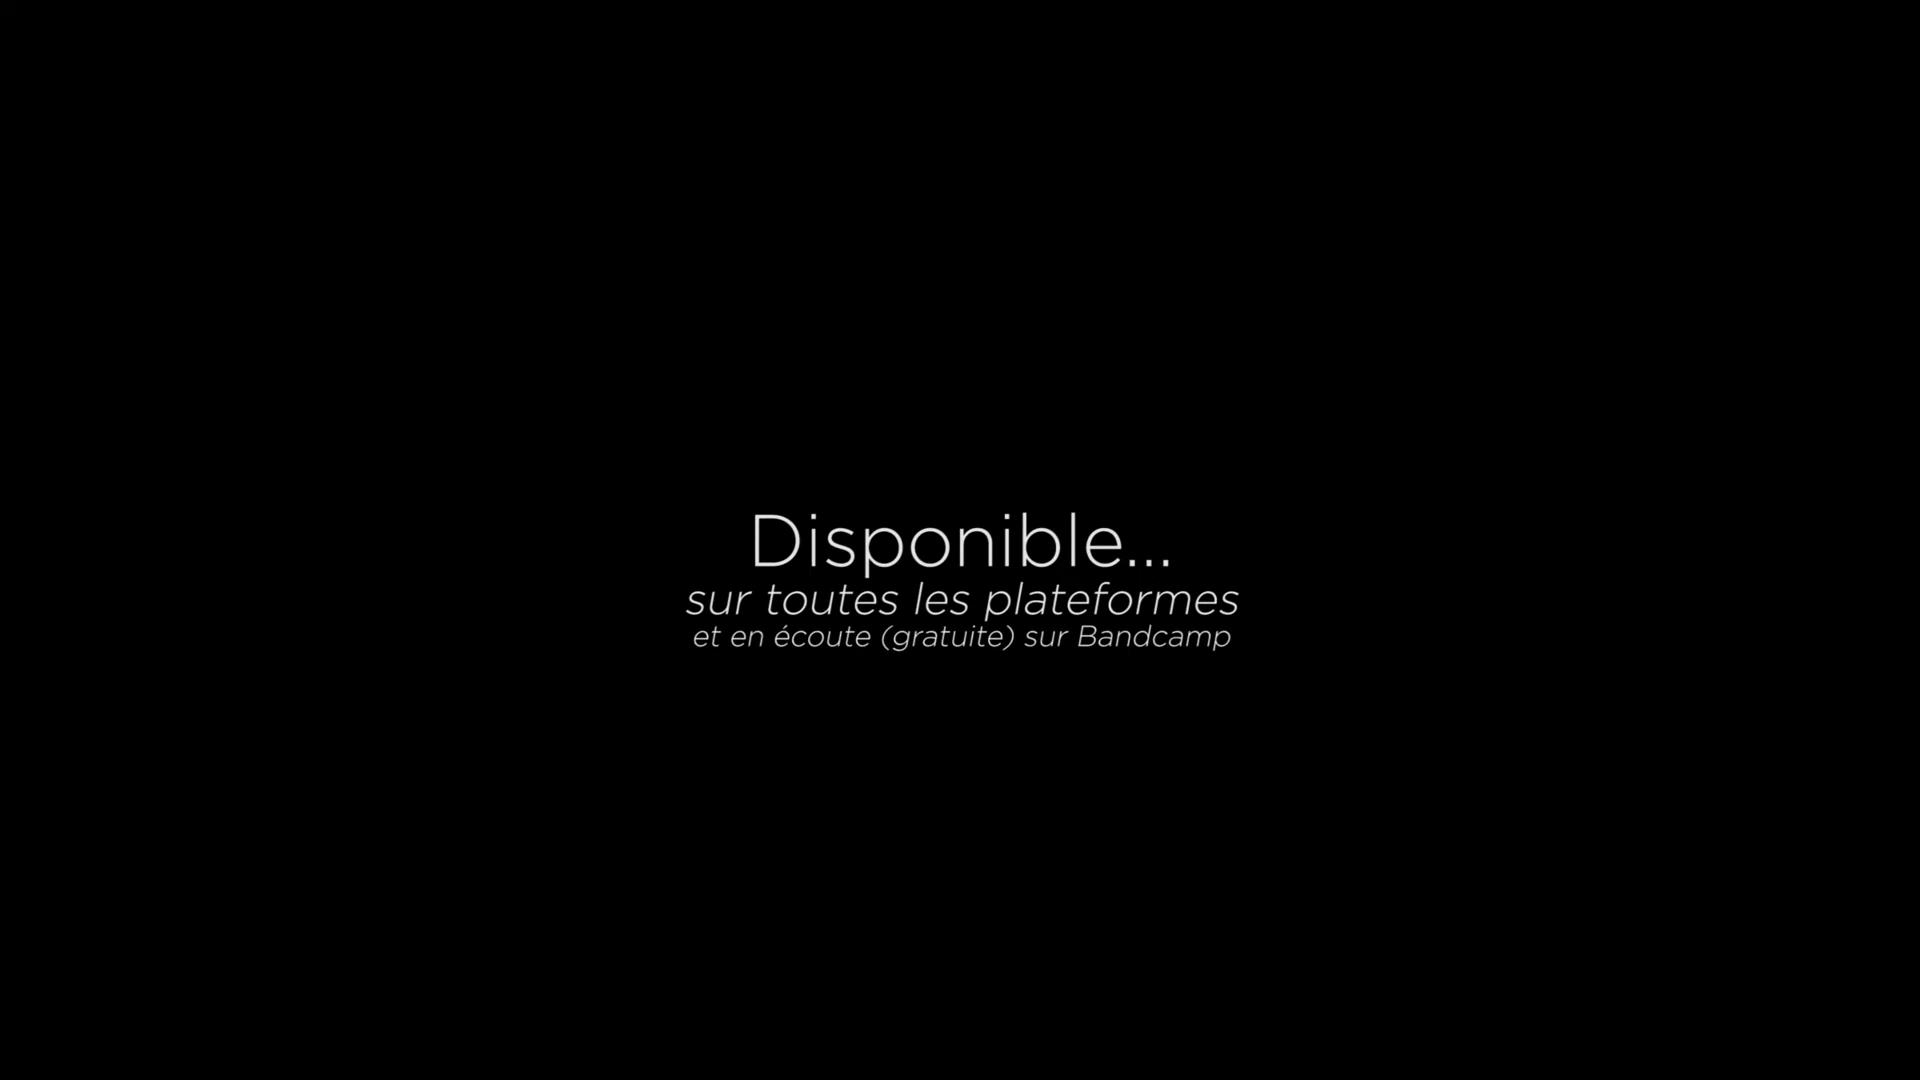 Disponible...
sur toutes les plateformes
et en écoute (gratuite) sur Bandcamp